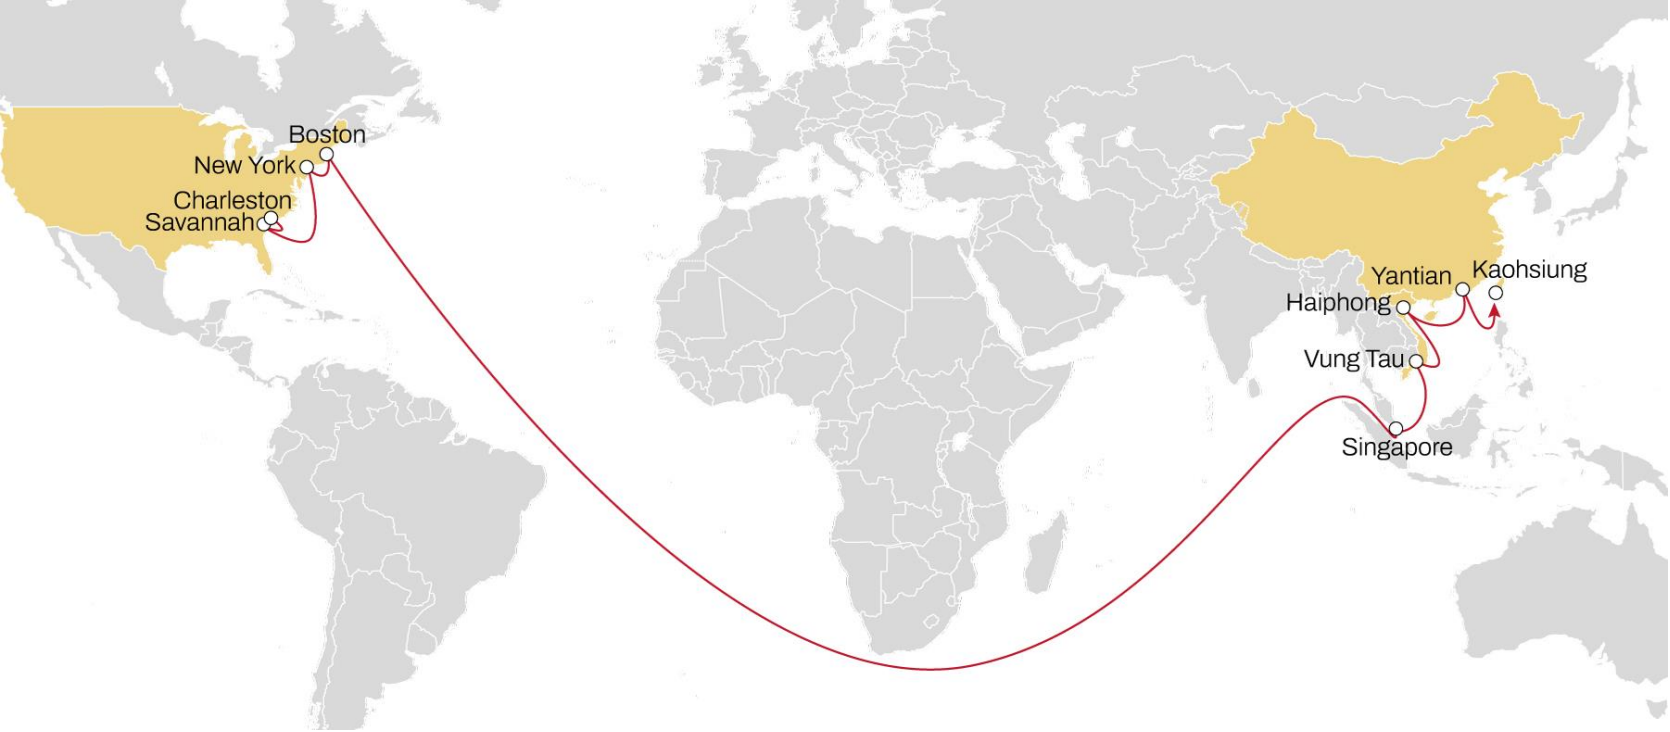 Boston
New York
Charleston
Savannah
Yantian
Kaohsiung
Haiphong
Vung Tau
Singapore